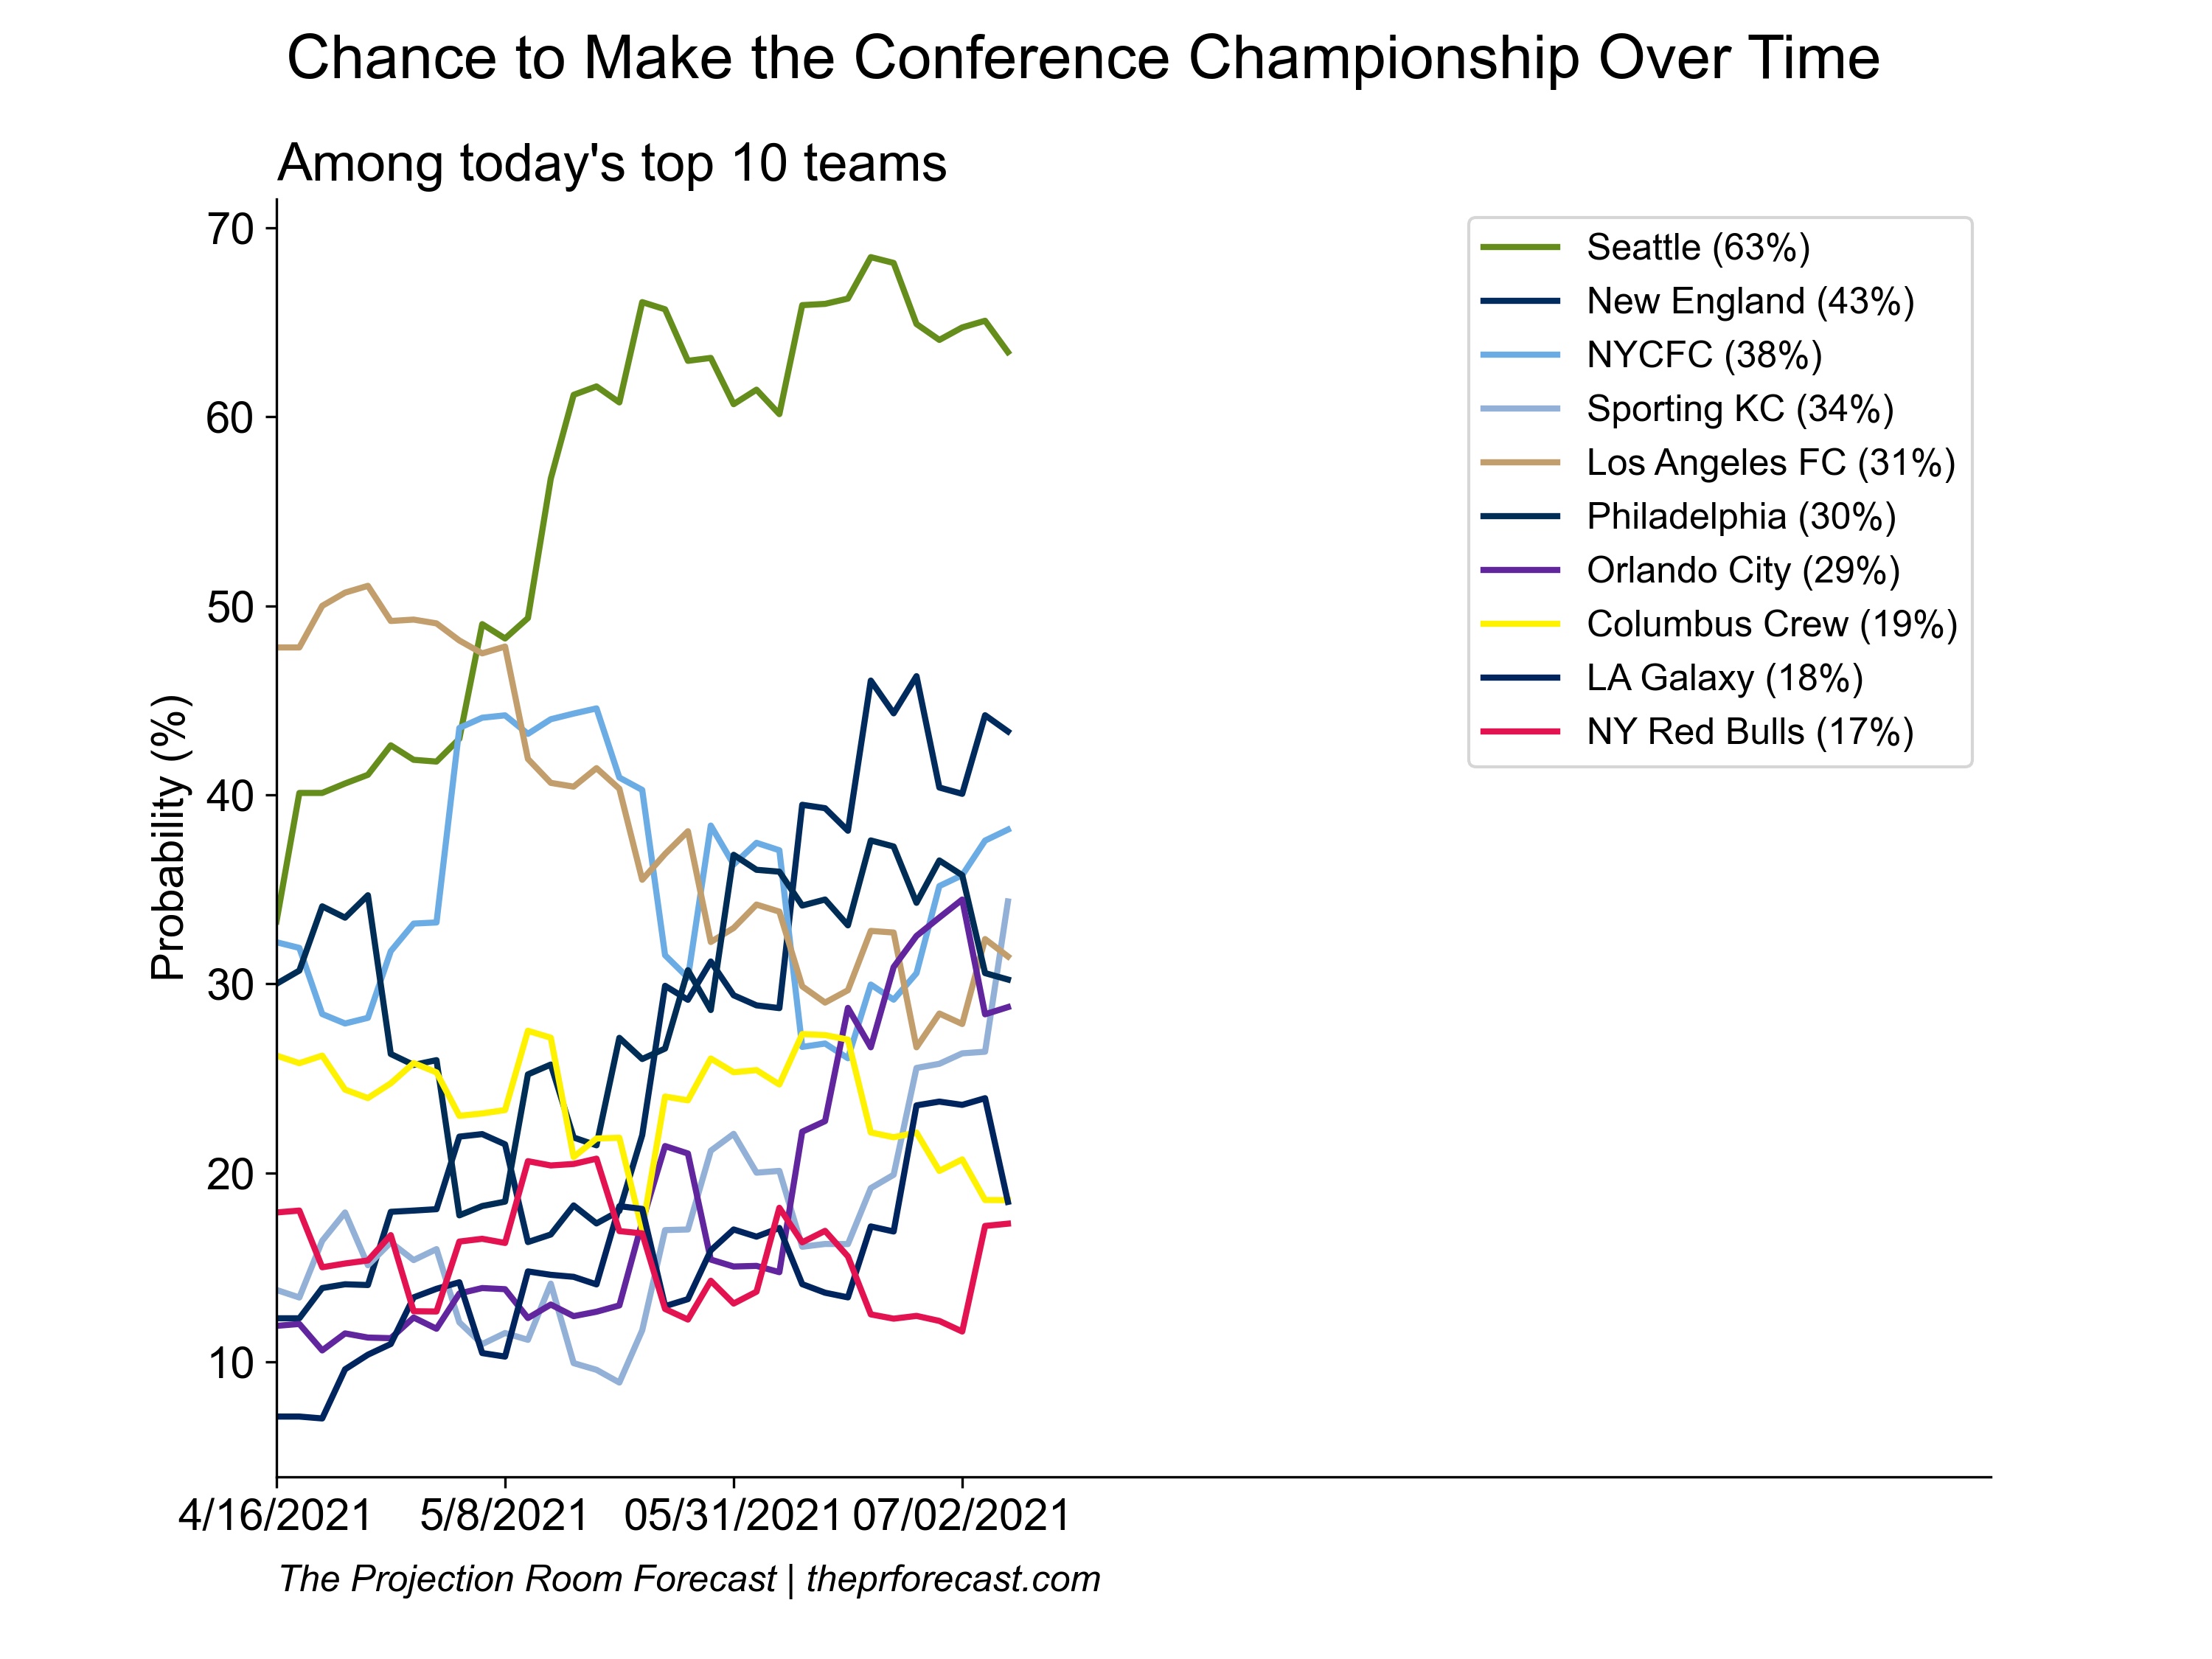 Chance to Make the Conference Championship Over Time
Among today's top 10 teams
70
60
50
40
30
20
10
Probability (%)
Seattle (63%)
New England (43%)
NYCFC (38%)
Sporting KC (34%)
Los Angeles FC (31%)
Philadelphia (30%)
Orlando City (29%)
Columbus Crew (19%)
LA Galaxy (18%)
NY Red Bulls (17%)
4/16/2021 5/8/2021 05/31/2021 07/02/2021
The Projection Room Forecast | theprforecast.com